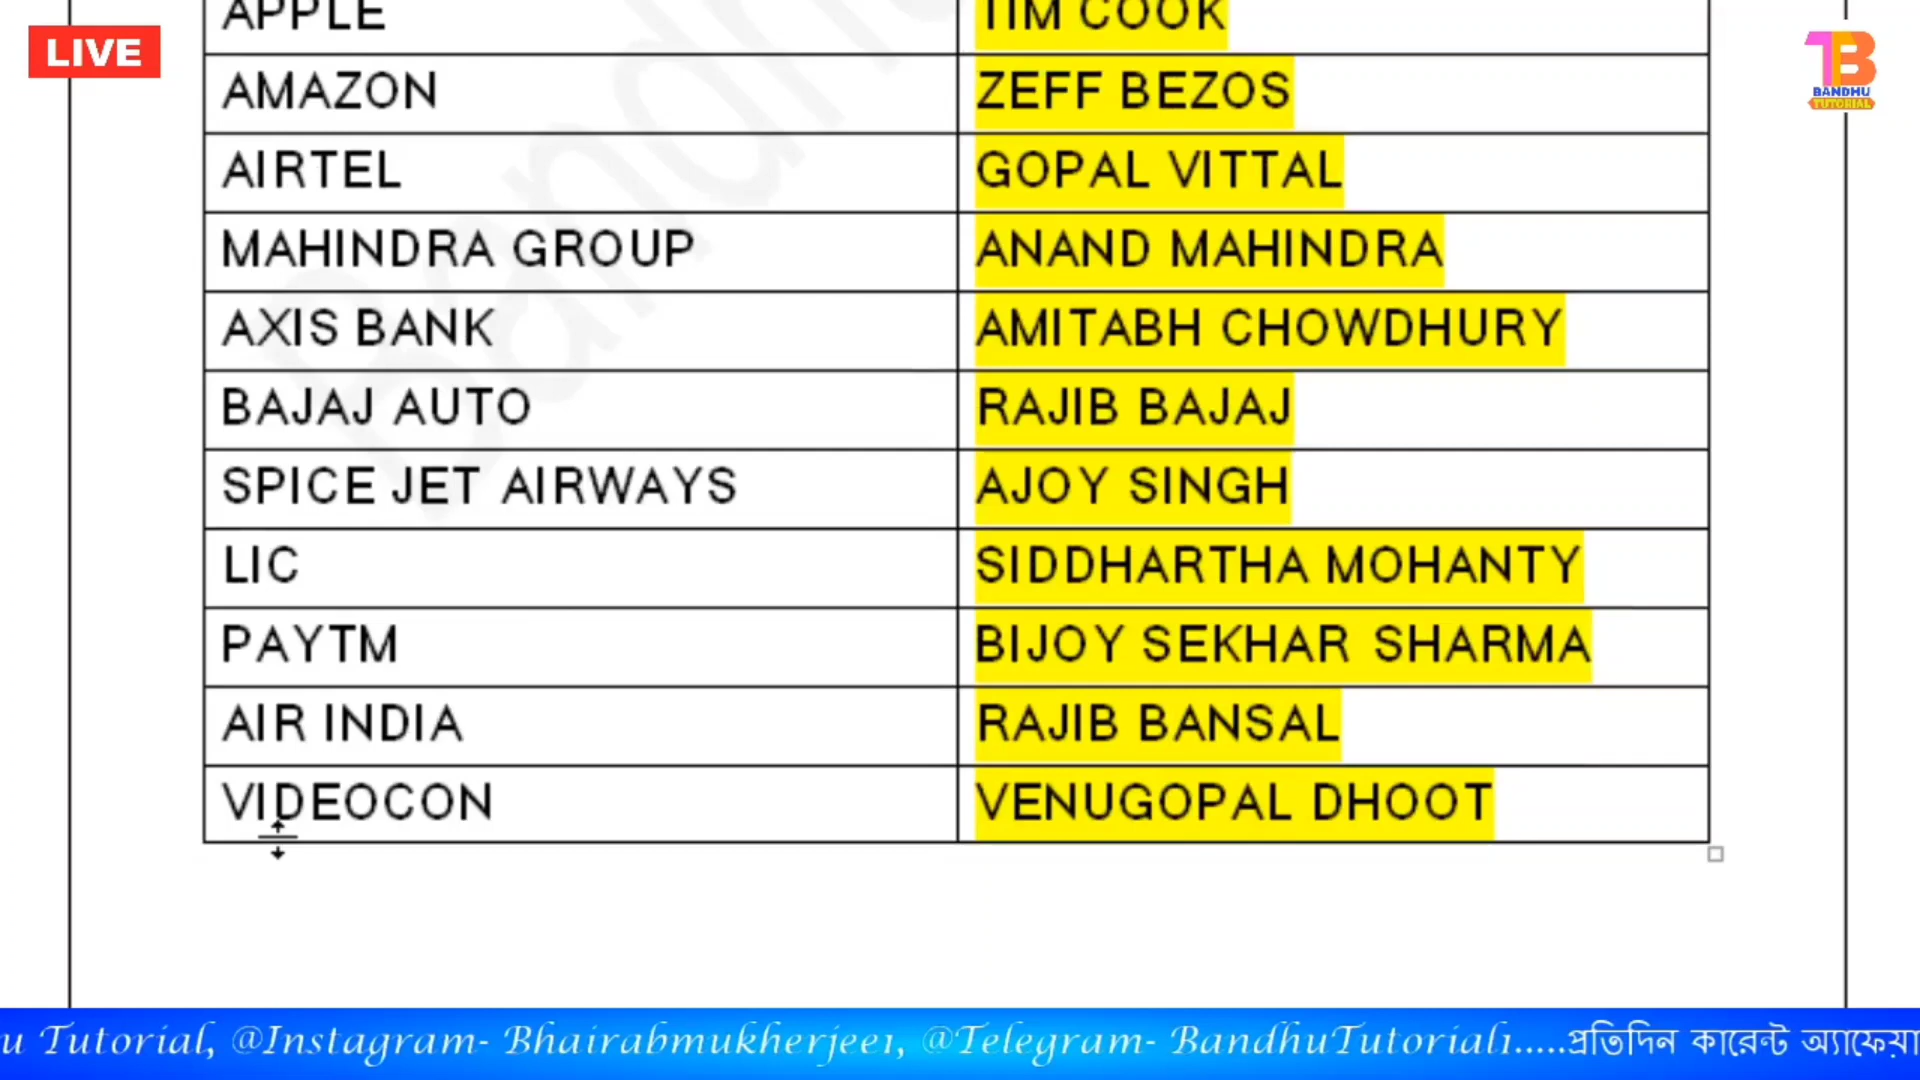 LIVE
APPLE TIM COOK
AMAZON ZEFF BEZOS
AIRTEL GOPAL VITTAL
MAHINDRA GROUP ANAND MAHINDRA
AXIS BANK AMITABH CHOWDHURY
BAJAJ AUTO RAJIB BAJAJ
SPICE JET AIRWAYS AJOY SINGH
LIC SIDDHARTHA MOHANTY
PAYTM BIJOY SEKHAR SHARMA
AIR INDIA RAJIB BANSAL
VIDEOCON VENUGOPAL DHOOT
TB
BANDHU
TUTORIAL
u Tutorial, @Instagram- Bhairabmukherjee1, @Telegram- BandhuTutorial1.....প্রতিদিন কারেন্ট অ্যাফেয়া